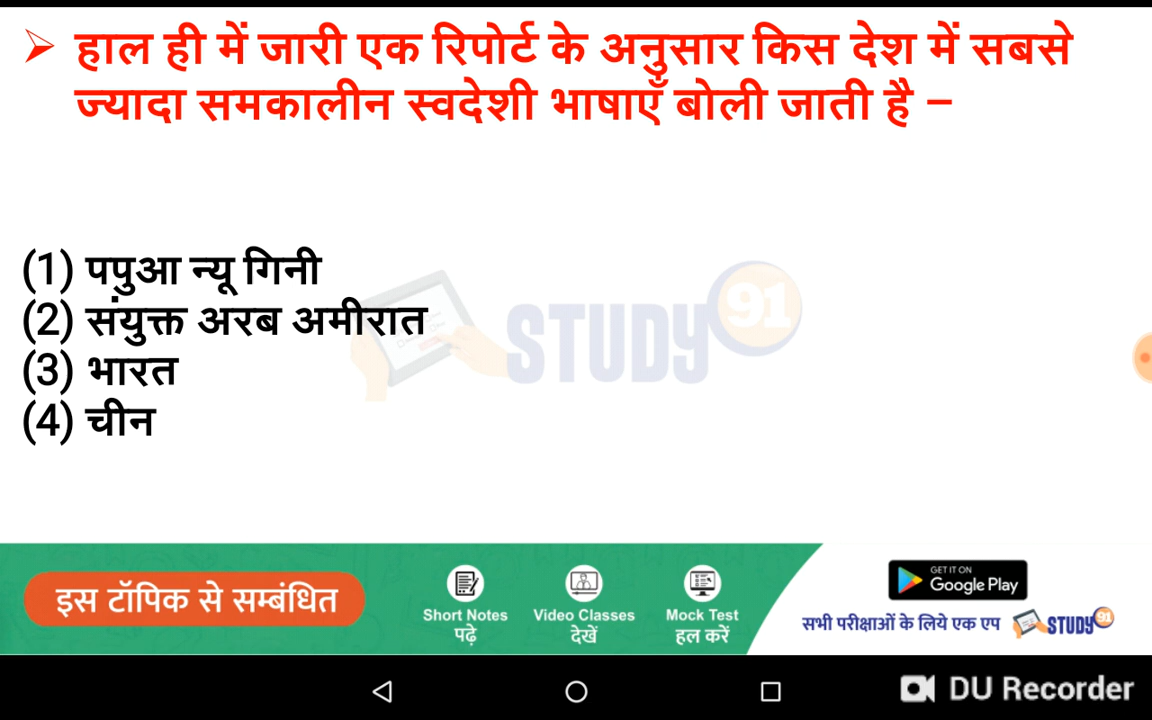 ➢ हाल ही में जारी एक रिपोर्ट के अनुसार किस देश में सबसे
ज्यादा समकालीन स्वदेशी भाषाएँ बोली जाती है –
(1) पपुआ न्यू गिनी
(2) संयुक्त अरब अमीरात
(3) भारत
(4) चीन
STUDY 91
इस टॉपिक से सम्बंधित
Short Notes
पढ़े
Video Classes
देखें
Mock Test
हल करें
GET IT ON
Google Play
सभी परीक्षाओं के लिये एक एप
STUDY 91
DU Recorder